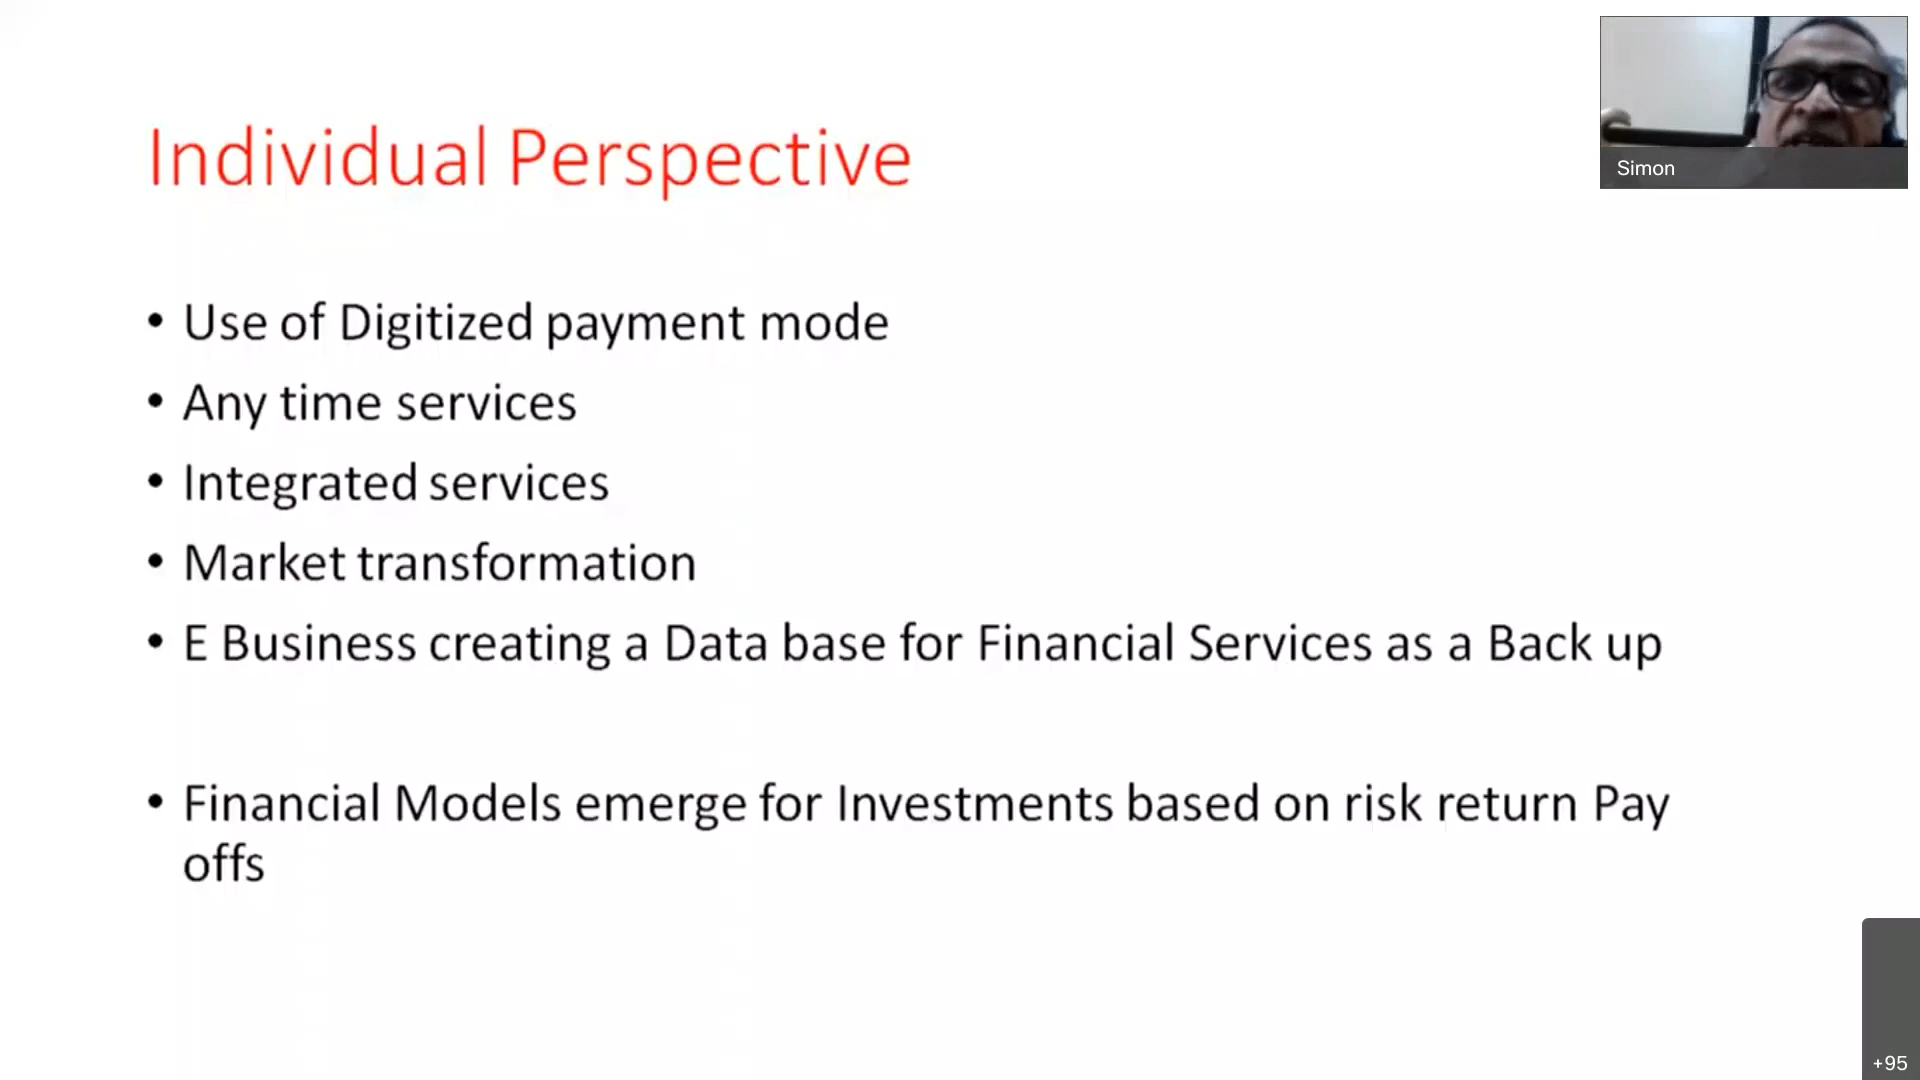 Individual Perspective
Simon
• Use of Digitized payment mode
• Any time services
• Integrated services
• Market transformation
• E Business creating a Data base for Financial Services as a Back up
• Financial Models emerge for Investments based on risk return Pay
offs
+95